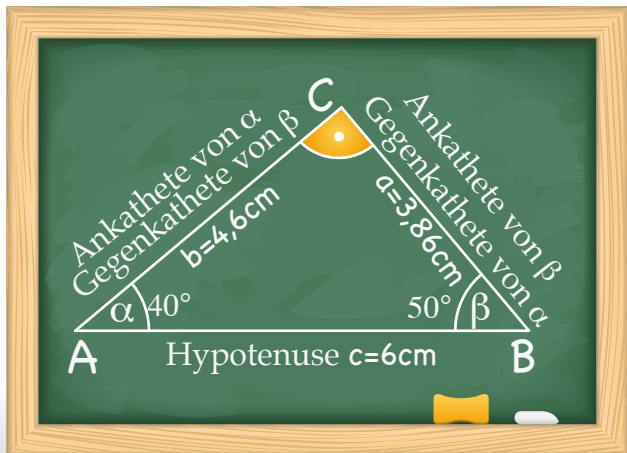 C
Ankathete von α
Gegenkathete von β
b=4,6cm
Ankathete von β
Gegenkathete von α
a=3,86cm
α 40°
50° β
A
Hypotenuse c=6cm
B